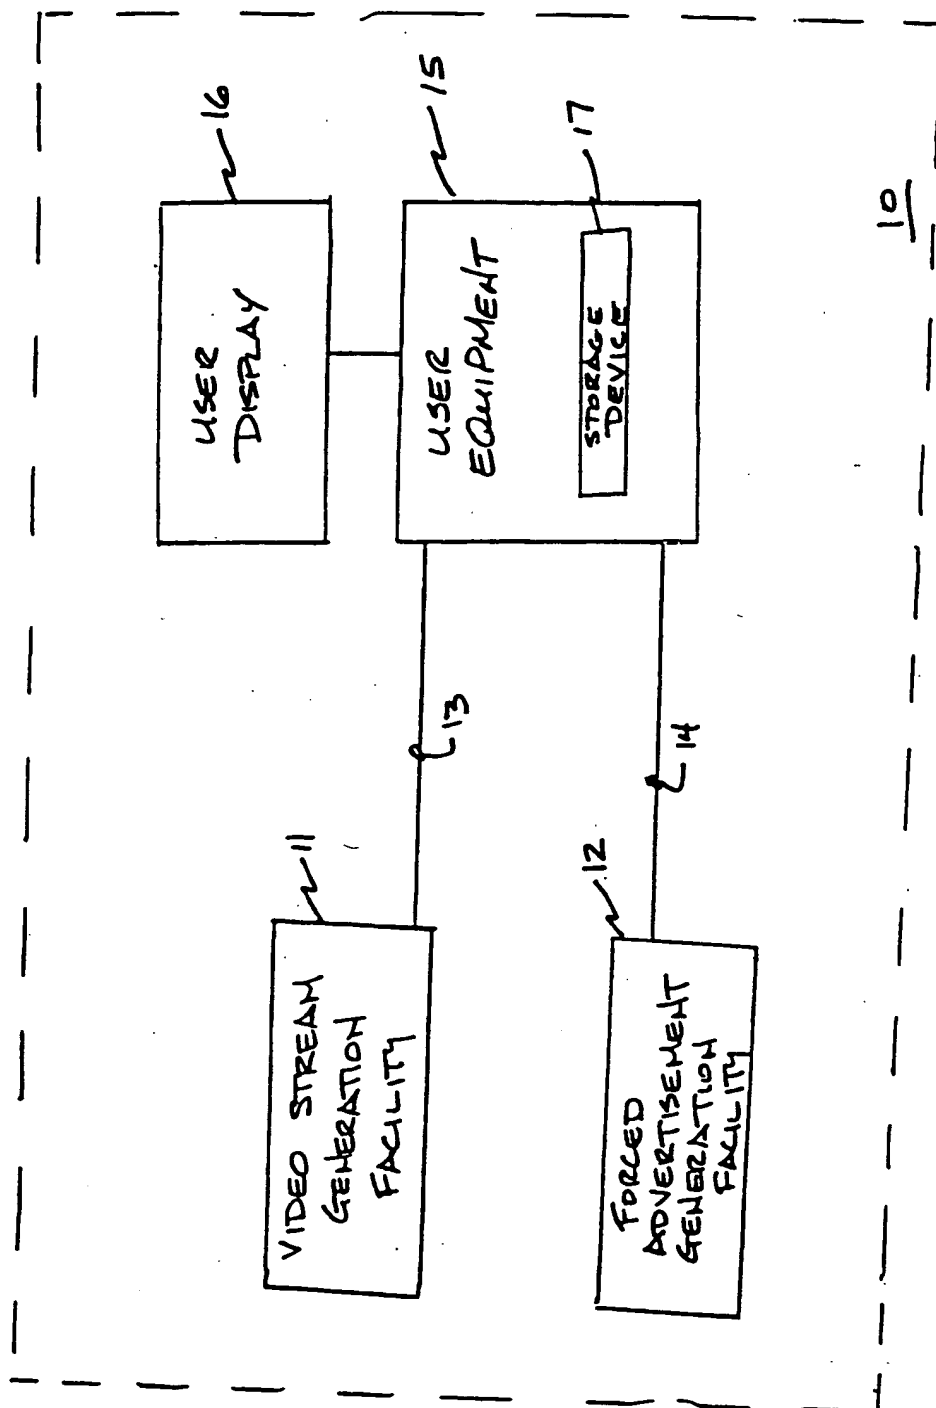 VIDEO STREAM
GENERATION
FACILITY
11
13
USER
DISPLAY
16
USER
EQUIPMENT
15
STORAGE
DEVICE
17
FORCED
ADVERTISEMENT
GENERATION
FACILITY
12
14
10